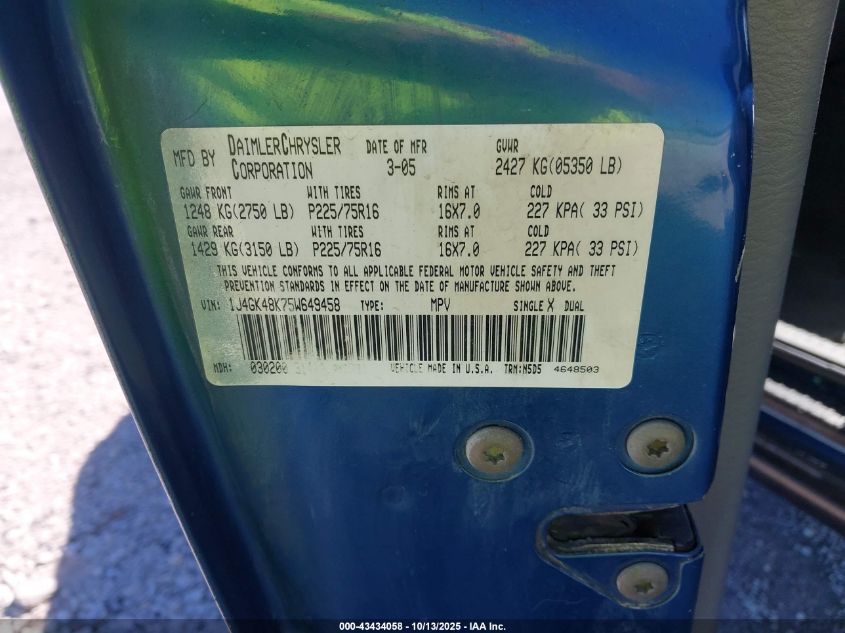 MFD BY DAIMLERCHRYSLER CORPORATION DATE OF MFR 3-05 GVWR 2427 KG(05350 LB)
GAWR FRONT WITH TIRES RIMS AT COLD
1248 KG(2750 LB) P225/75R16 16X7.0 227 KPA( 33 PSI)
GAWR REAR WITH TIRES RIMS AT COLD
1429 KG(3150 LB) P225/75R16 16X7.0 227 KPA( 33 PSI)
THIS VEHICLE CONFORMS TO ALL APPLICABLE FEDERAL MOTOR VEHICLE SAFETY AND THEFT
PREVENTION STANDARDS IN EFFECT ON THE DATE OF MANUFACTURE SHOWN ABOVE.
VIN: 1J4GK48K75W649458 TYPE: MPV SINGLE X DUAL
MDH: 030200 VEHICLE MADE IN U.S.A. TRM:N5D5 4648503
000-43434058 - 10/13/2025 - IAA Inc.